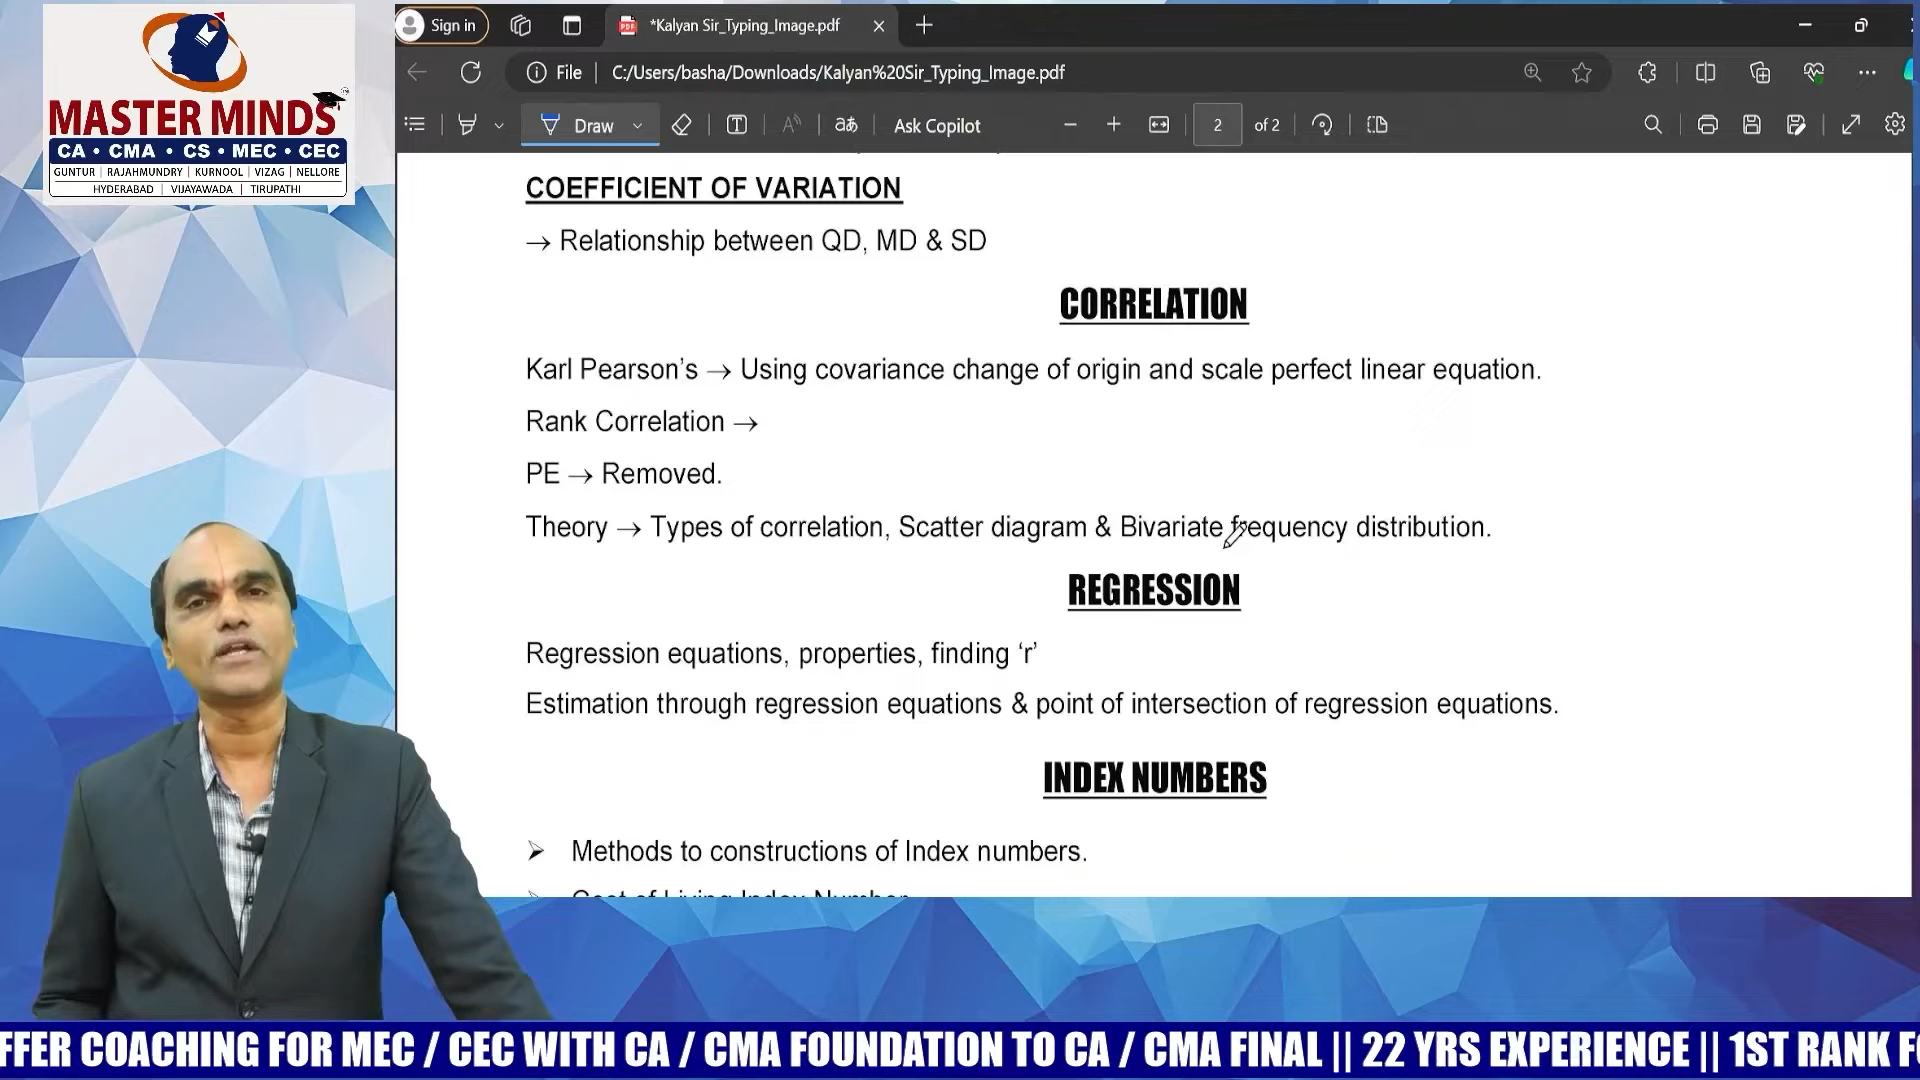 MASTER MINDS
CA • CMA • CS • MEC • CEC
GUNTUR | RAJAHMUNDRY | KURNOOL | VIZAG | NELLORE
HYDERABAD | VIJAYAWADA | TIRUPATHI
Sign in
*Kalyan Sir_Typing_Image.pdf
File
C:/Users/basha/Downloads/Kalyan%20Sir_Typing_Image.pdf
Draw
Ask Copilot
2 of 2
COEFFICIENT OF VARIATION
→ Relationship between QD, MD & SD
CORRELATION
Karl Pearson’s → Using covariance change of origin and scale perfect linear equation.
Rank Correlation →
PE → Removed.
Theory → Types of correlation, Scatter diagram & Bivariate frequency distribution.
REGRESSION
Regression equations, properties, finding ‘r’
Estimation through regression equations & point of intersection of regression equations.
INDEX NUMBERS
➢ Methods to constructions of Index numbers.
➢ Cost of Living Index Number
FFER COACHING FOR MEC / CEC WITH CA / CMA FOUNDATION TO CA / CMA FINAL || 22 YRS EXPERIENCE || 1ST RANK F